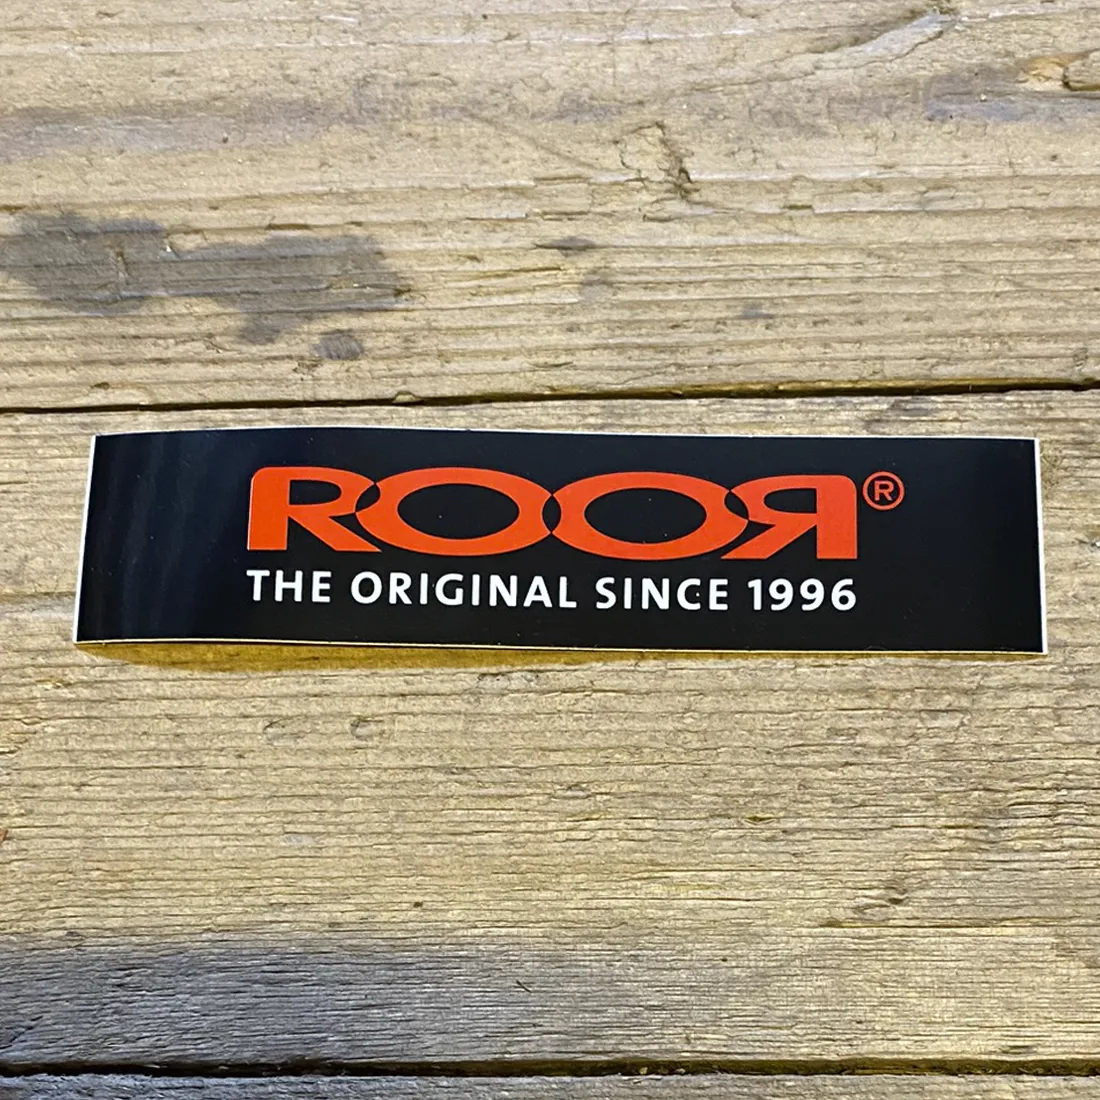 ROOR®
THE ORIGINAL SINCE 1996